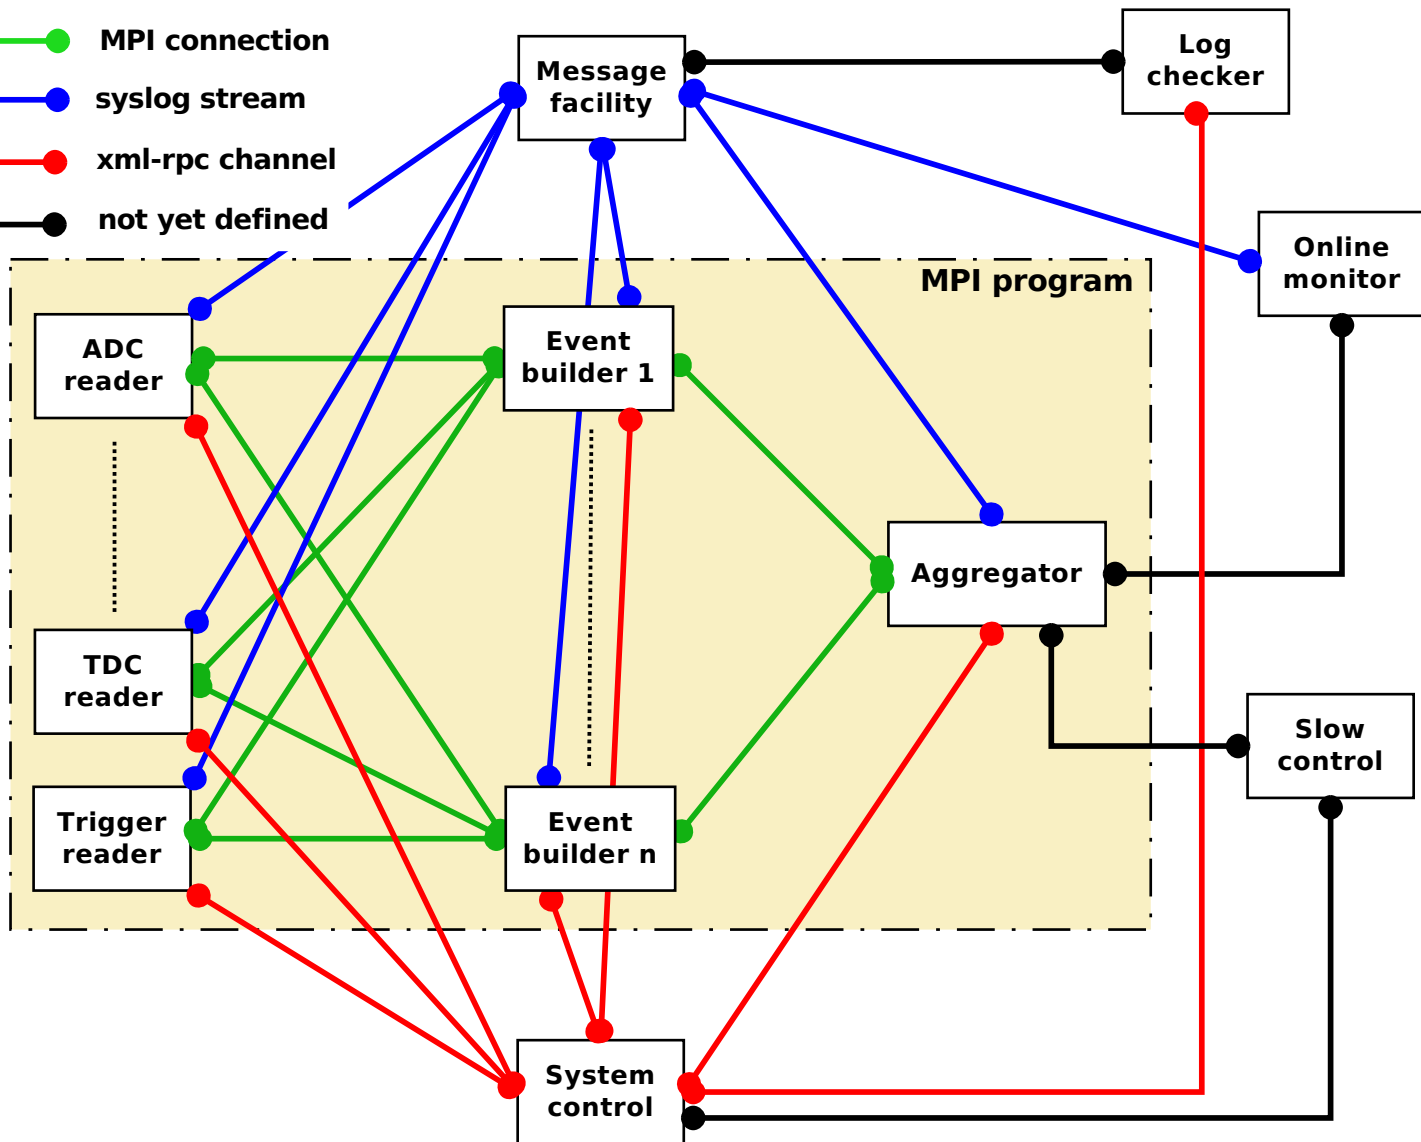 MPI connection
syslog stream
xml-rpc channel
not yet defined
Message
facility
Log
checker
Online
monitor
MPI program
ADC
reader
Event
builder 1
Aggregator
TDC
reader
Slow
control
Trigger
reader
Event
builder n
System
control